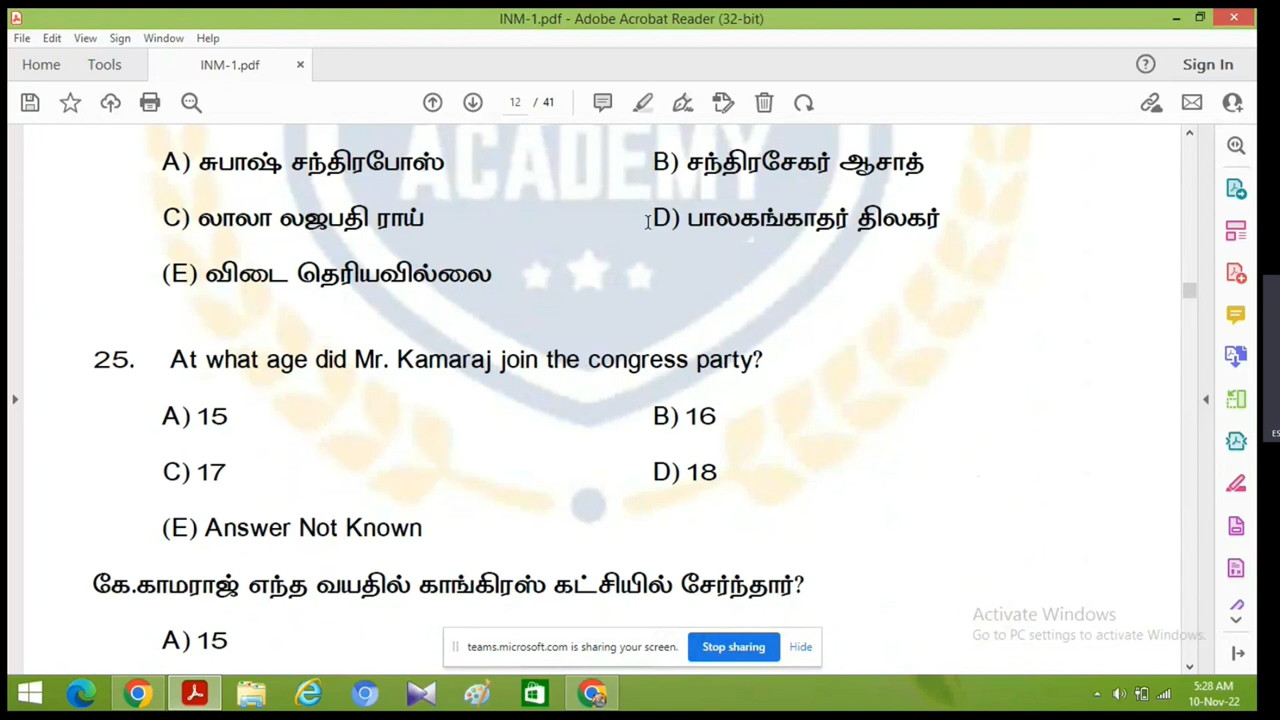 INM-1.pdf - Adobe Acrobat Reader (32-bit)
File Edit View Sign Window Help
Home Tools INM-1.pdf × Sign In
12 / 41
ACADEMY
A) சுபாஷ் சந்திரபோஸ் B) சந்திரசேகர் ஆசாத்
C) லாலா லஜபதி ராய் D) பாலகங்காதர் திலகர்
(E) விடை தெரியவில்லை
25. At what age did Mr. Kamaraj join the congress party?
A) 15 B) 16
C) 17 D) 18
(E) Answer Not Known
கே.காமராஜ் எந்த வயதில் காங்கிரஸ் கட்சியில் சேர்ந்தார்?
A) 15
Activate Windows
Go to PC settings to activate Windows.
teams.microsoft.com is sharing your screen. Stop sharing Hide
ES
5:28 AM
10-Nov-22